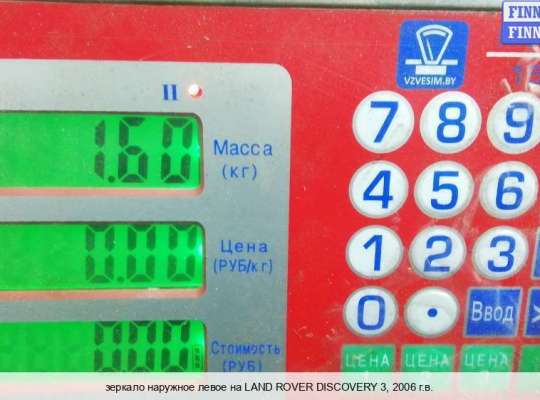 FINN
FINN
VZVESIM.BY
II
1.60
Масса
(кг)
7 8 9
4 5 6
0.00
Цена
(РУБ/кг)
1 2 3
0 • Ввод >
0.00
Стоимость
(РУБ)
ЦЕНА ЦЕНА ЦЕНА
зеркало наружное левое на LAND ROVER DISCOVERY 3, 2006 г.в.